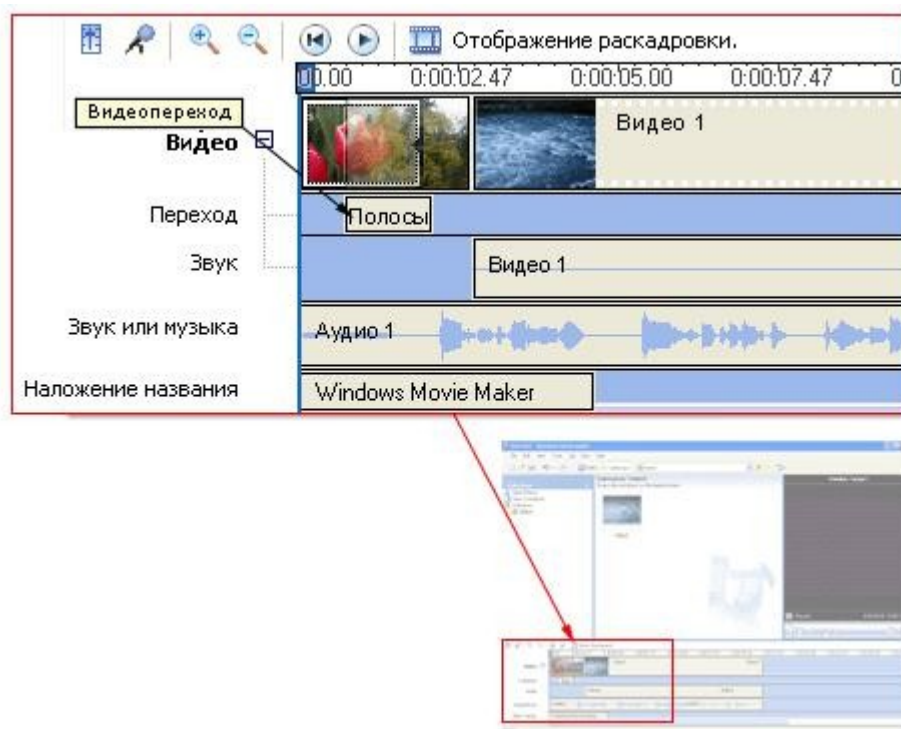 Отображение раскадровки.
00.00 0:00:02.47 0:00:05.00 0:00:07.47 0
Видеопереход
Видео
Видео 1
Переход
Полосы
Звук
Видео 1
Звук или музыка
Аудио 1
Наложение названия
Windows Movie Maker